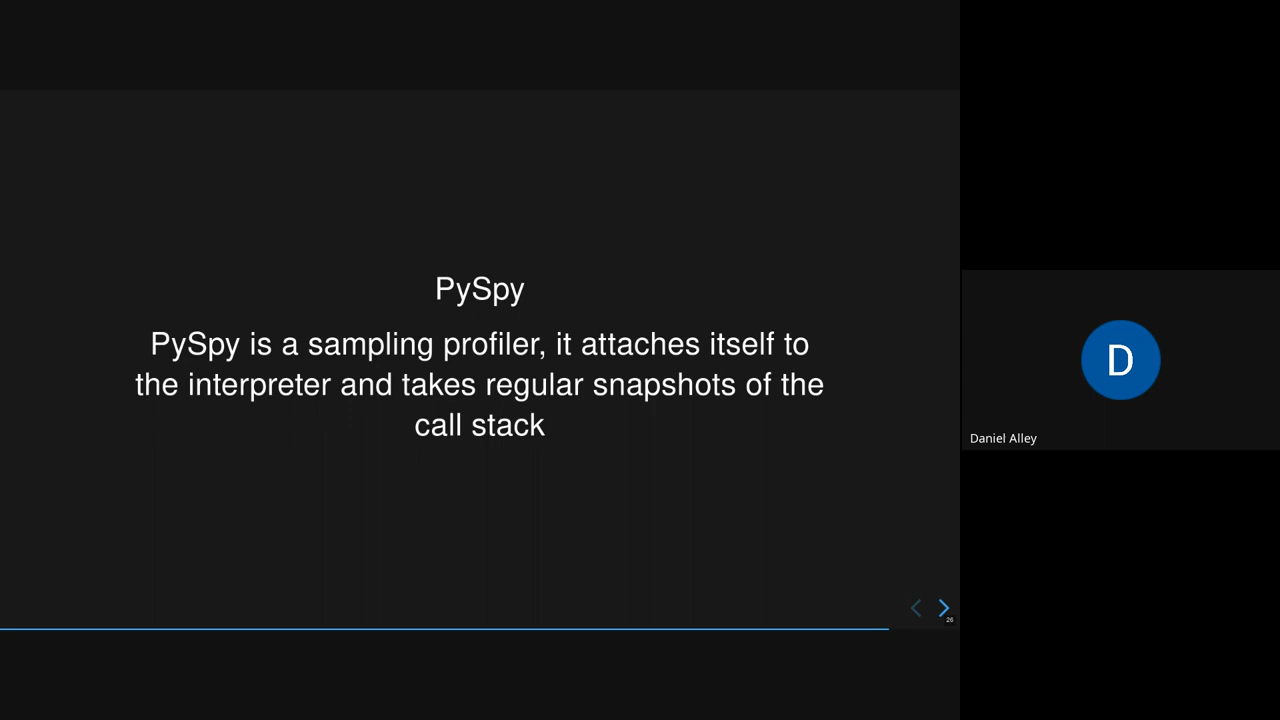 PySpy
PySpy is a sampling profiler, it attaches itself to
the interpreter and takes regular snapshots of the
call stack
26
D
Daniel Alley